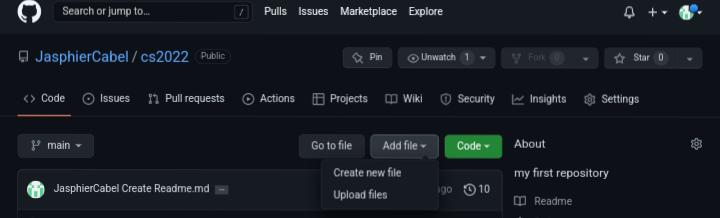 Search or jump to... /
Pulls Issues Marketplace Explore
JasphierCabel / cs2022 Public
Pin Unwatch 1 Fork 0 Star 0
Code Issues Pull requests Actions Projects Wiki Security Insights Settings
main Go to file Add file Code About
Create new file
Upload files
my first repository
JasphierCabel Create Readme.md ... ago 10
Readme